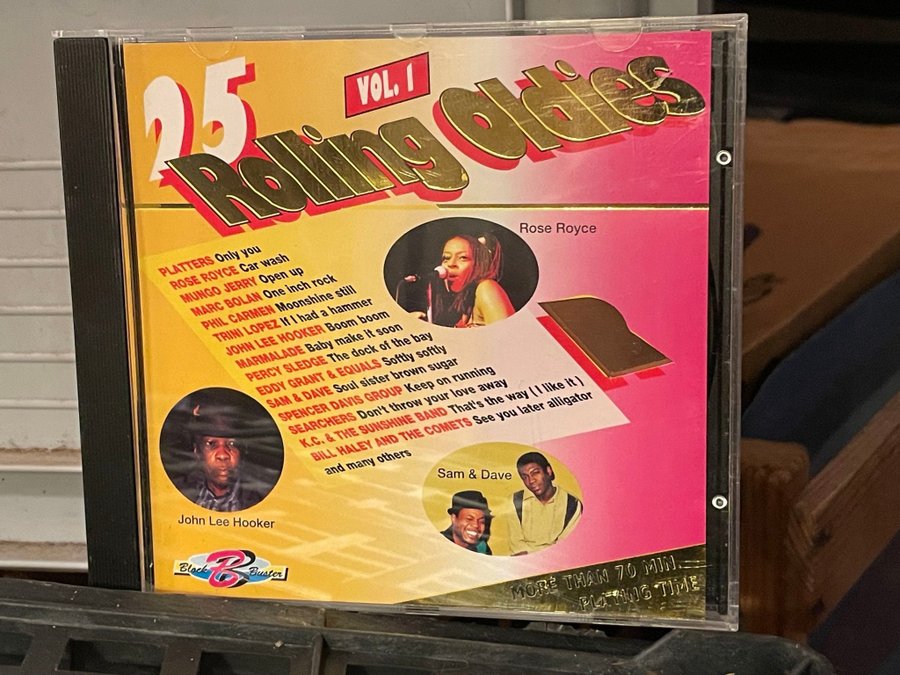 25
VOL. 1
Rolling Oldies
Rose Royce
PLATTERS Only you
ROSE ROYCE Car wash
MUNGO JERRY Open up
MARC BOLAN One inch rock
PHIL CARMEN Moonshine still
TRINI LOPEZ If I had a hammer
JOHN LEE HOOKER Boom boom
MARMALADE Baby make it soon
PERCY SLEDGE The dock of the bay
EDDY GRANT & EQUALS Softly softly
SAM & DAVE Soul sister brown sugar
SPENCER DAVIS GROUP Keep on running
SEARCHERS Don't throw your love away
K.C. & THE SUNSHINE BAND That's the way ( I like it )
BILL HALEY AND THE COMETS See you later alligator
and many others
Sam & Dave
John Lee Hooker
Block B Buster
MORE THAN 70 MIN.
PLAYING TIME